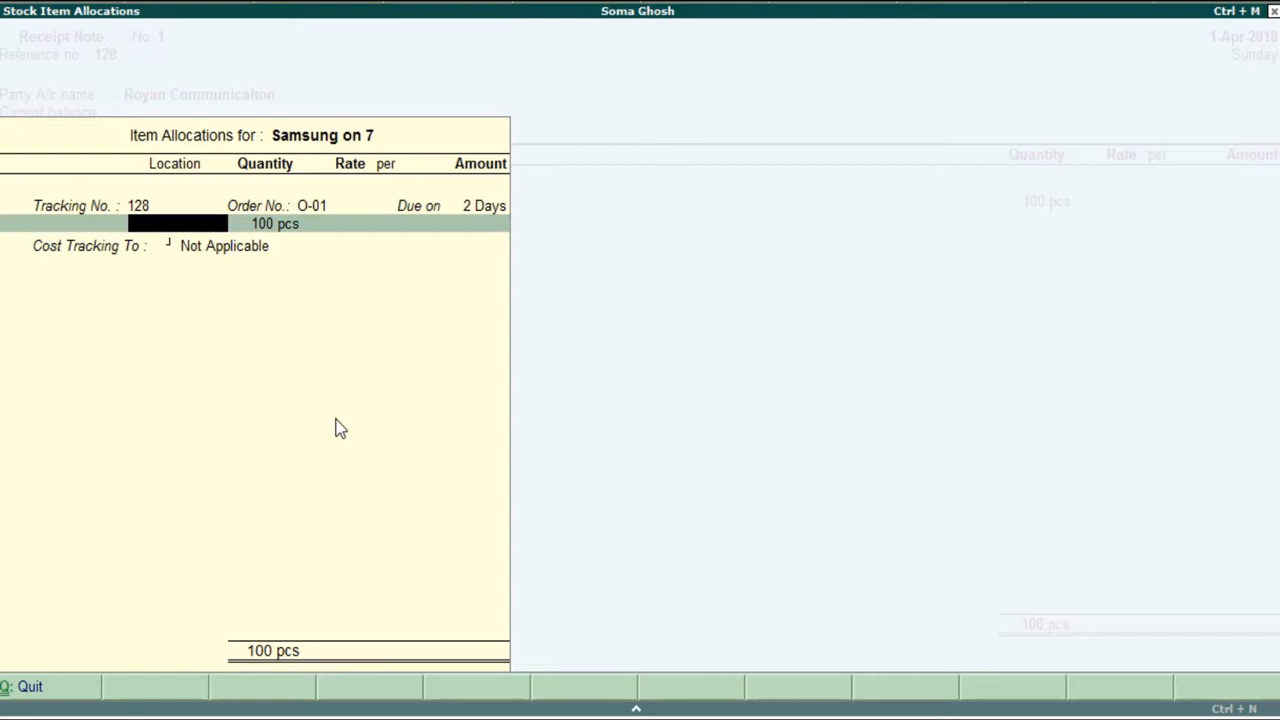 Stock Item Allocations Soma Ghosh Ctrl + M x
Receipt Note No. 1 1-Apr-2018
Reference no. 128 Sunday
Party A/c name : Royan Communicaiton
Current balance :
Item Allocations for : Samsung on 7
Location Quantity Rate per Amount
Quantity Rate per Amount
100 pcs
Tracking No. : 128 Order No.: O-01 Due on 2 Days
100 pcs
Cost Tracking To : ┘ Not Applicable
100 pcs
100 pcs
Q: Quit
Ctrl + N